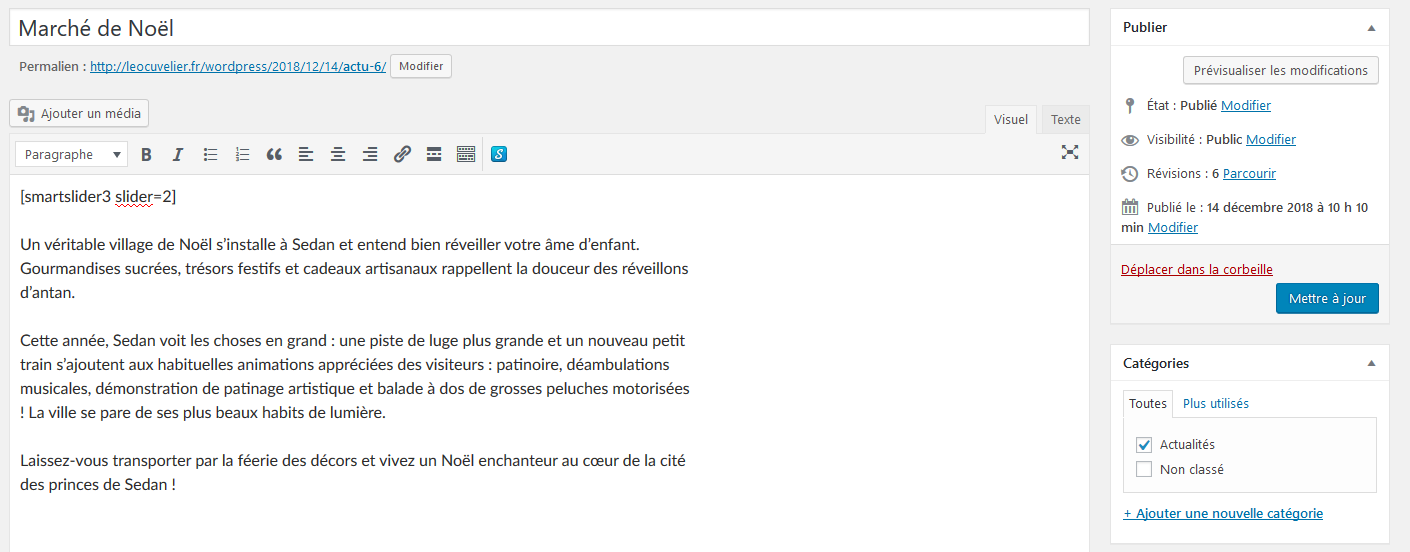 Marché de Noël
Permalien : http://leocuvelier.fr/wordpress/2018/12/14/actu-6/ Modifier
Ajouter un média
Visuel Texte
Paragraphe B I S
[smartslider3 slider=2]
Un véritable village de Noël s’installe à Sedan et entend bien réveiller votre âme d’enfant.
Gourmandises sucrées, trésors festifs et cadeaux artisanaux rappellent la douceur des réveillons
d’antan.
Cette année, Sedan voit les choses en grand : une piste de luge plus grande et un nouveau petit
train s’ajoutent aux habituelles animations appréciées des visiteurs : patinoire, déambulations
musicales, démonstration de patinage artistique et balade à dos de grosses peluches motorisées
! La ville se pare de ses plus beaux habits de lumière.
Laissez-vous transporter par la féerie des décors et vivez un Noël enchanteur au cœur de la cité
des princes de Sedan !
Publier
Prévisualiser les modifications
État : Publié Modifier
Visibilité : Public Modifier
Révisions : 6 Parcourir
Publié le : 14 décembre 2018 à 10 h 10
min Modifier
Déplacer dans la corbeille
Mettre à jour
Catégories
Toutes Plus utilisés
Actualités
Non classé
+ Ajouter une nouvelle catégorie